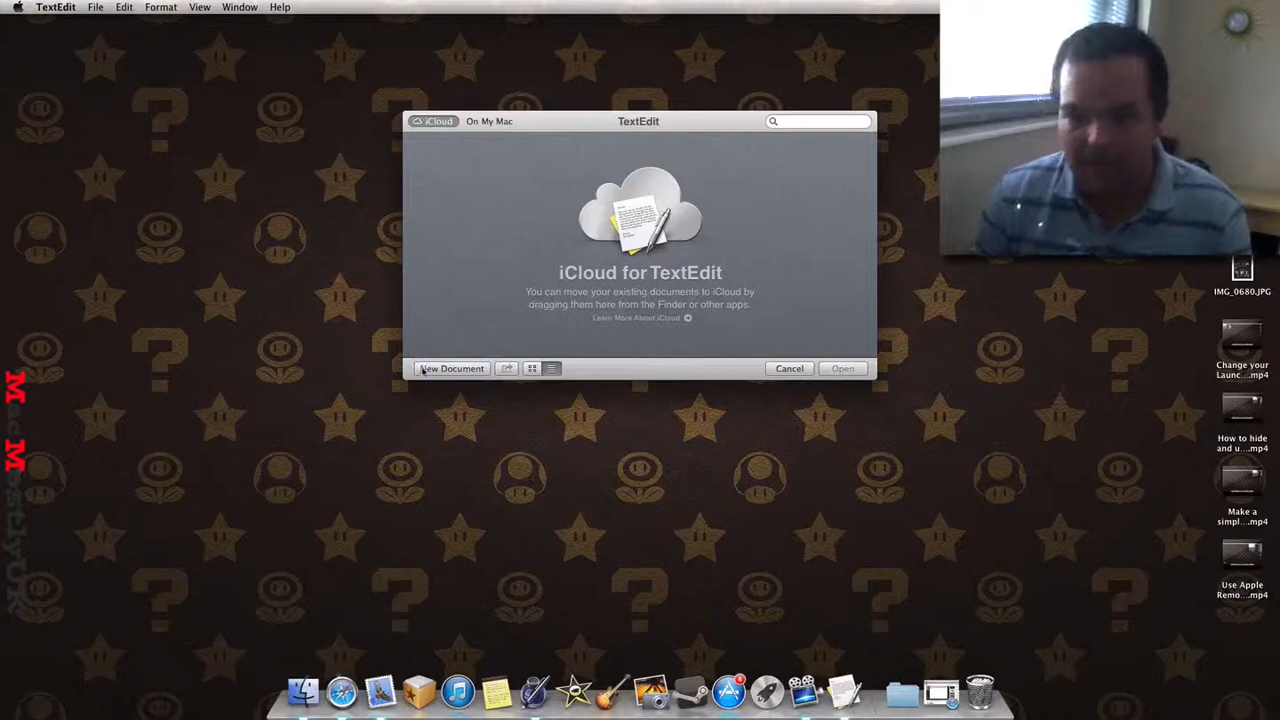 TextEdit File Edit Format View Window Help
iCloud On My Mac TextEdit
iCloud for TextEdit
You can move your existing documents to iCloud by
dragging them here from the Finder or other apps.
Learn More About iCloud
New Document Cancel Open
IMG_0680.JPG
Change your
Launc....mp4
How to hide
and u....mp4
Make a
simpl....mp4
Use Apple
Remo....mp4
Mac MostlyUK